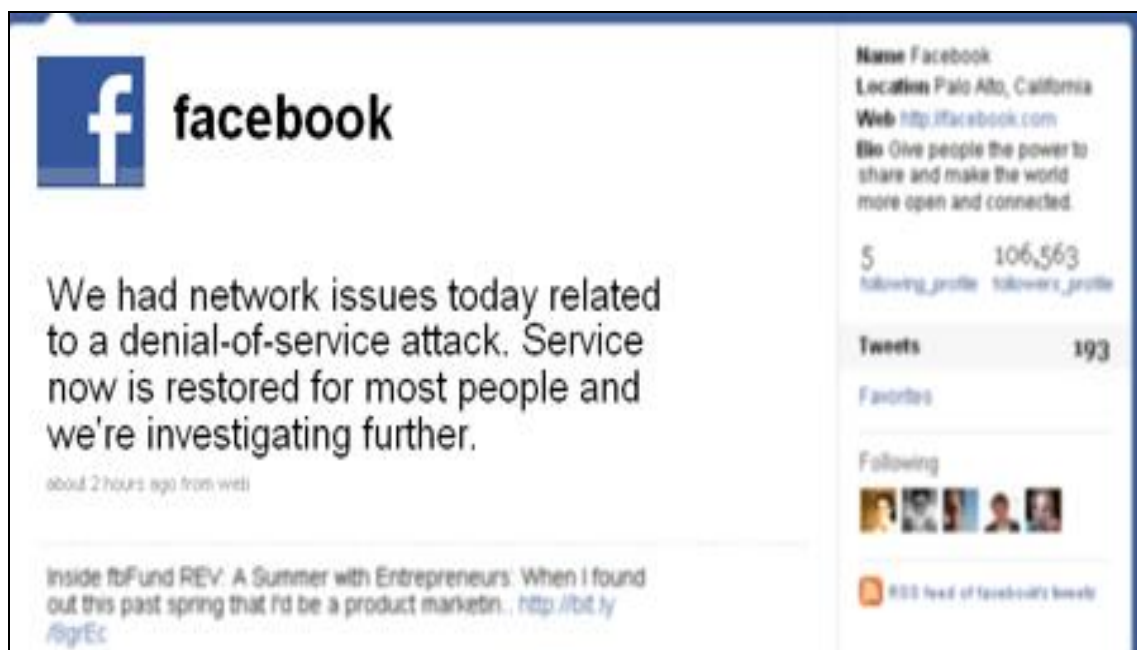 facebook
We had network issues today related
to a denial-of-service attack. Service
now is restored for most people and
we're investigating further.
about 2 hours ago from web
Inside fbFund REV: A Summer with Entrepreneurs: When I found
out this past spring that I'd be a product marketin.. http://bit.ly
/8grEc
Name Facebook
Location Palo Alto, California
Web http://facebook.com
Bio Give people the power to
share and make the world
more open and connected.
5 106,563
following_profile followers_profile
Tweets 193
Favorites
Following
RSS feed of facebook's tweets